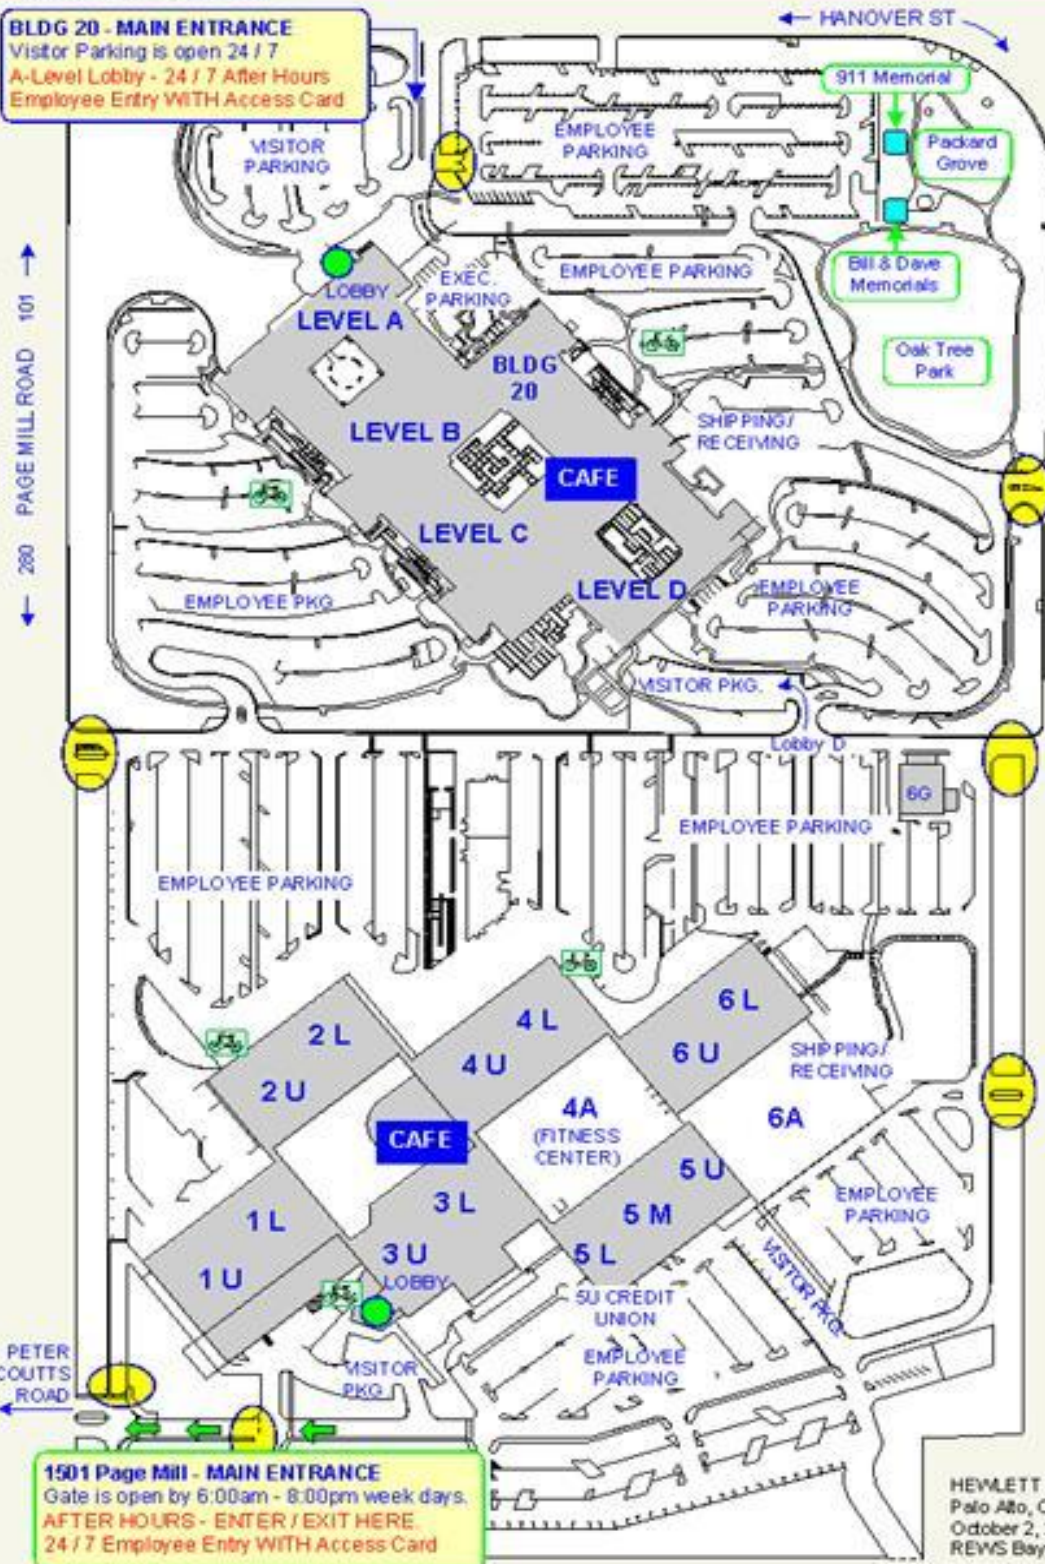 BLDG 20 - MAIN ENTRANCE
Visitor Parking is open 24 / 7
A-Level Lobby - 24 / 7 After Hours
Employee Entry WITH Access Card
HANOVER ST
911 Memorial
Packard
Grove
EMPLOYEE
PARKING
VISITOR
PARKING
Bill & Dave
Memorials
EMPLOYEE PARKING
EXEC.
PARKING
LOBBY
LEVEL A
Oak Tree
Park
BLDG
20
280 PAGE MILL ROAD 101
LEVEL B
SHIPPING/
RECEIVING
CAFE
LEVEL C
LEVEL D
EMPLOYEE
PARKING
EMPLOYEE PKG
VISITOR PKG.
Lobby D
6G
EMPLOYEE PARKING
EMPLOYEE PARKING
6 L
4 L
2 L
6 U
SHIPPING/
RECEIVING
4 U
2 U
4A
(FITNESS
CENTER)
6A
CAFE
5 U
3 L
5 M
1 L
EMPLOYEE
PARKING
3 U
5 L
1 U
LOBBY
VISITOR PKG.
5U CREDIT
UNION
EMPLOYEE
PARKING
VISITOR
PKG
PETER
COUTTS
ROAD
1501 Page Mill - MAIN ENTRANCE
Gate is open by 6:00am - 8:00pm week days.
AFTER HOURS - ENTER / EXIT HERE.
24 / 7 Employee Entry WITH Access Card
HEWLETT
Palo Alto, C
October 2,
REWS Bay